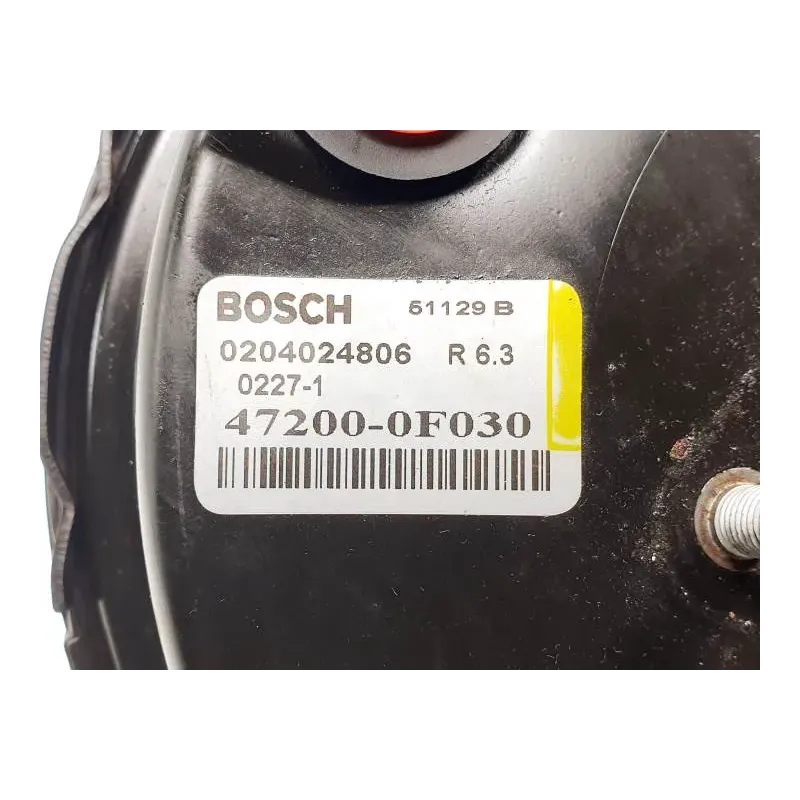 BOSCH 51129 B
0204024806 R 6.3
0227-1
47200-0F030